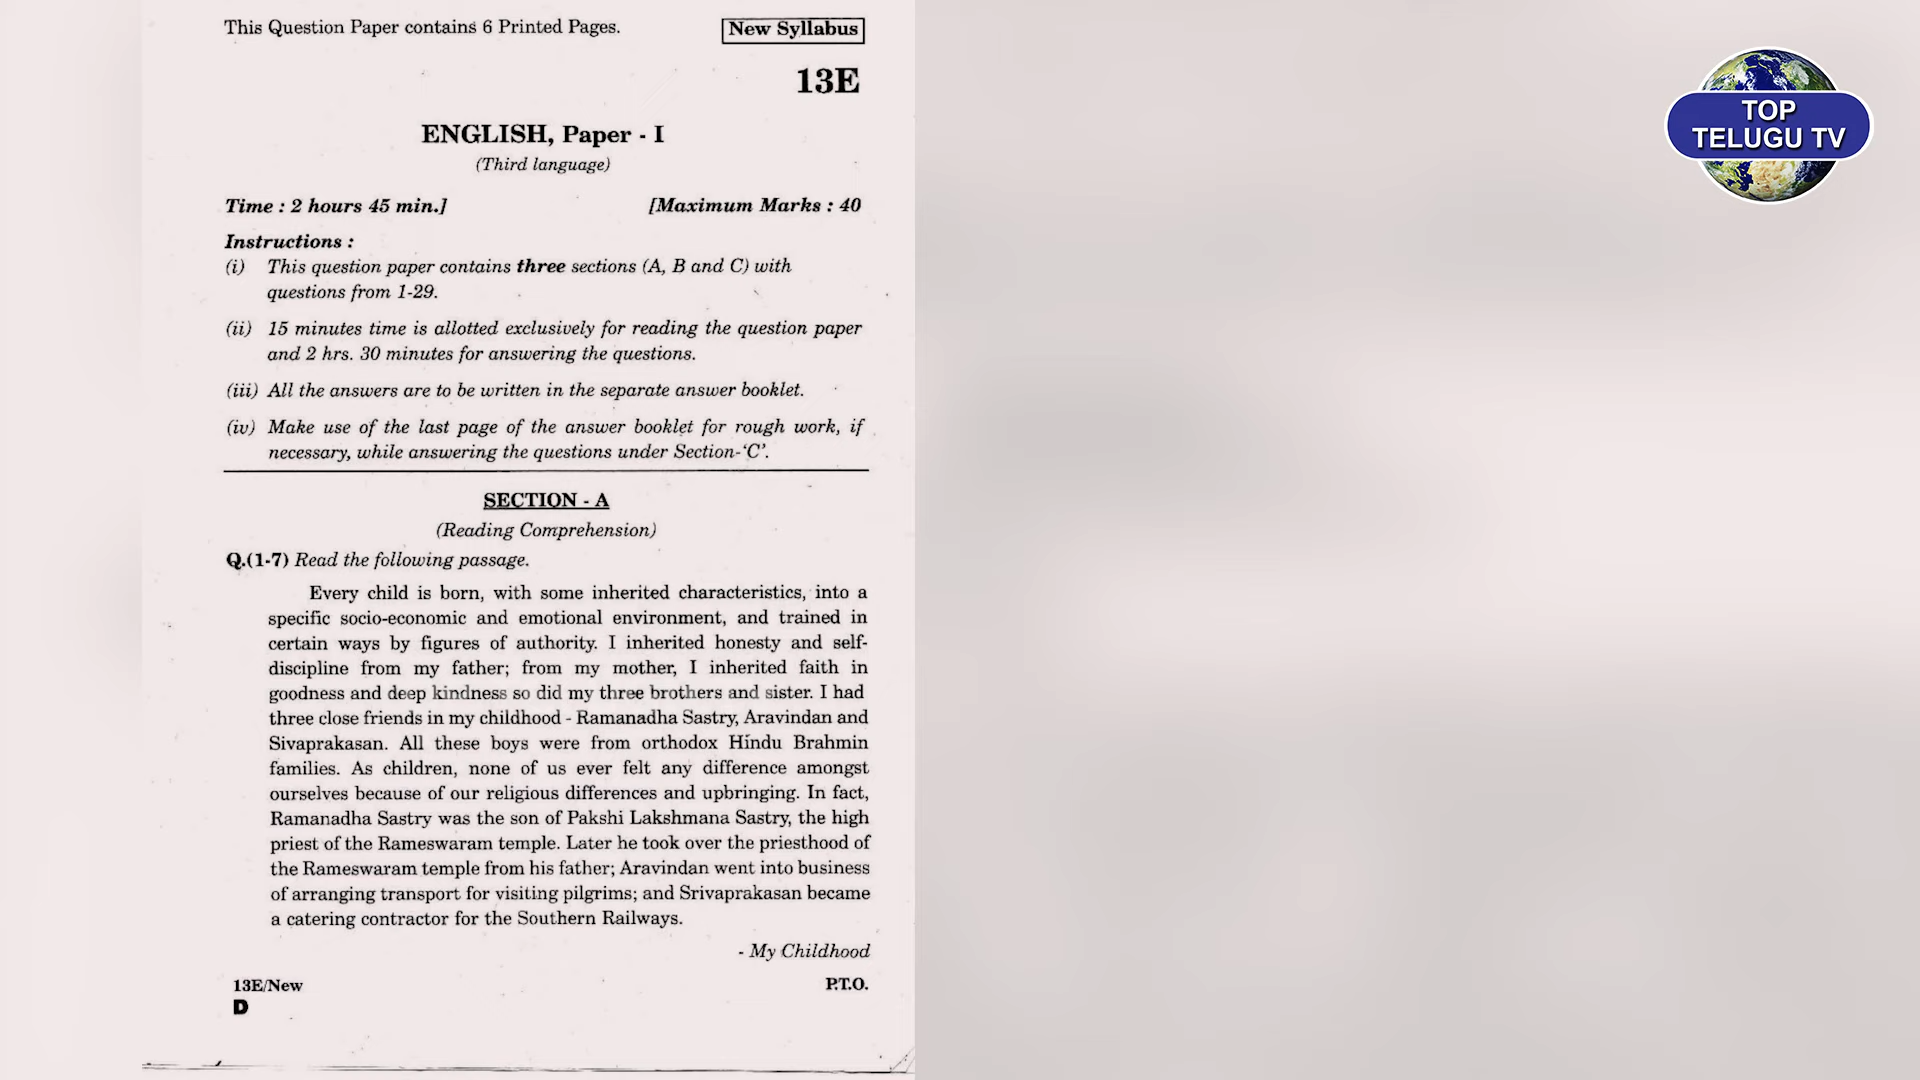 This Question Paper contains 6 Printed Pages.
New Syllabus
13E
ENGLISH, Paper - I
(Third language)
Time : 2 hours 45 min.]
[Maximum Marks : 40
Instructions :
(i) This question paper contains three sections (A, B and C) with
questions from 1-29.
(ii) 15 minutes time is allotted exclusively for reading the question paper
and 2 hrs. 30 minutes for answering the questions.
(iii) All the answers are to be written in the separate answer booklet.
(iv) Make use of the last page of the answer booklet for rough work, if
necessary, while answering the questions under Section-‘C’.
SECTION - A
(Reading Comprehension)
Q.(1-7) Read the following passage.
Every child is born, with some inherited characteristics, into a
specific socio-economic and emotional environment, and trained in
certain ways by figures of authority. I inherited honesty and self-
discipline from my father; from my mother, I inherited faith in
goodness and deep kindness so did my three brothers and sister. I had
three close friends in my childhood - Ramanadha Sastry, Aravindan and
Sivaprakasan. All these boys were from orthodox Hindu Brahmin
families. As children, none of us ever felt any difference amongst
ourselves because of our religious differences and upbringing. In fact,
Ramanadha Sastry was the son of Pakshi Lakshmana Sastry, the high
priest of the Rameswaram temple. Later he took over the priesthood of
the Rameswaram temple from his father; Aravindan went into business
of arranging transport for visiting pilgrims; and Srivaprakasan became
a catering contractor for the Southern Railways.
- My Childhood
13E/New
P.T.O.
D
TOP
TELUGU TV